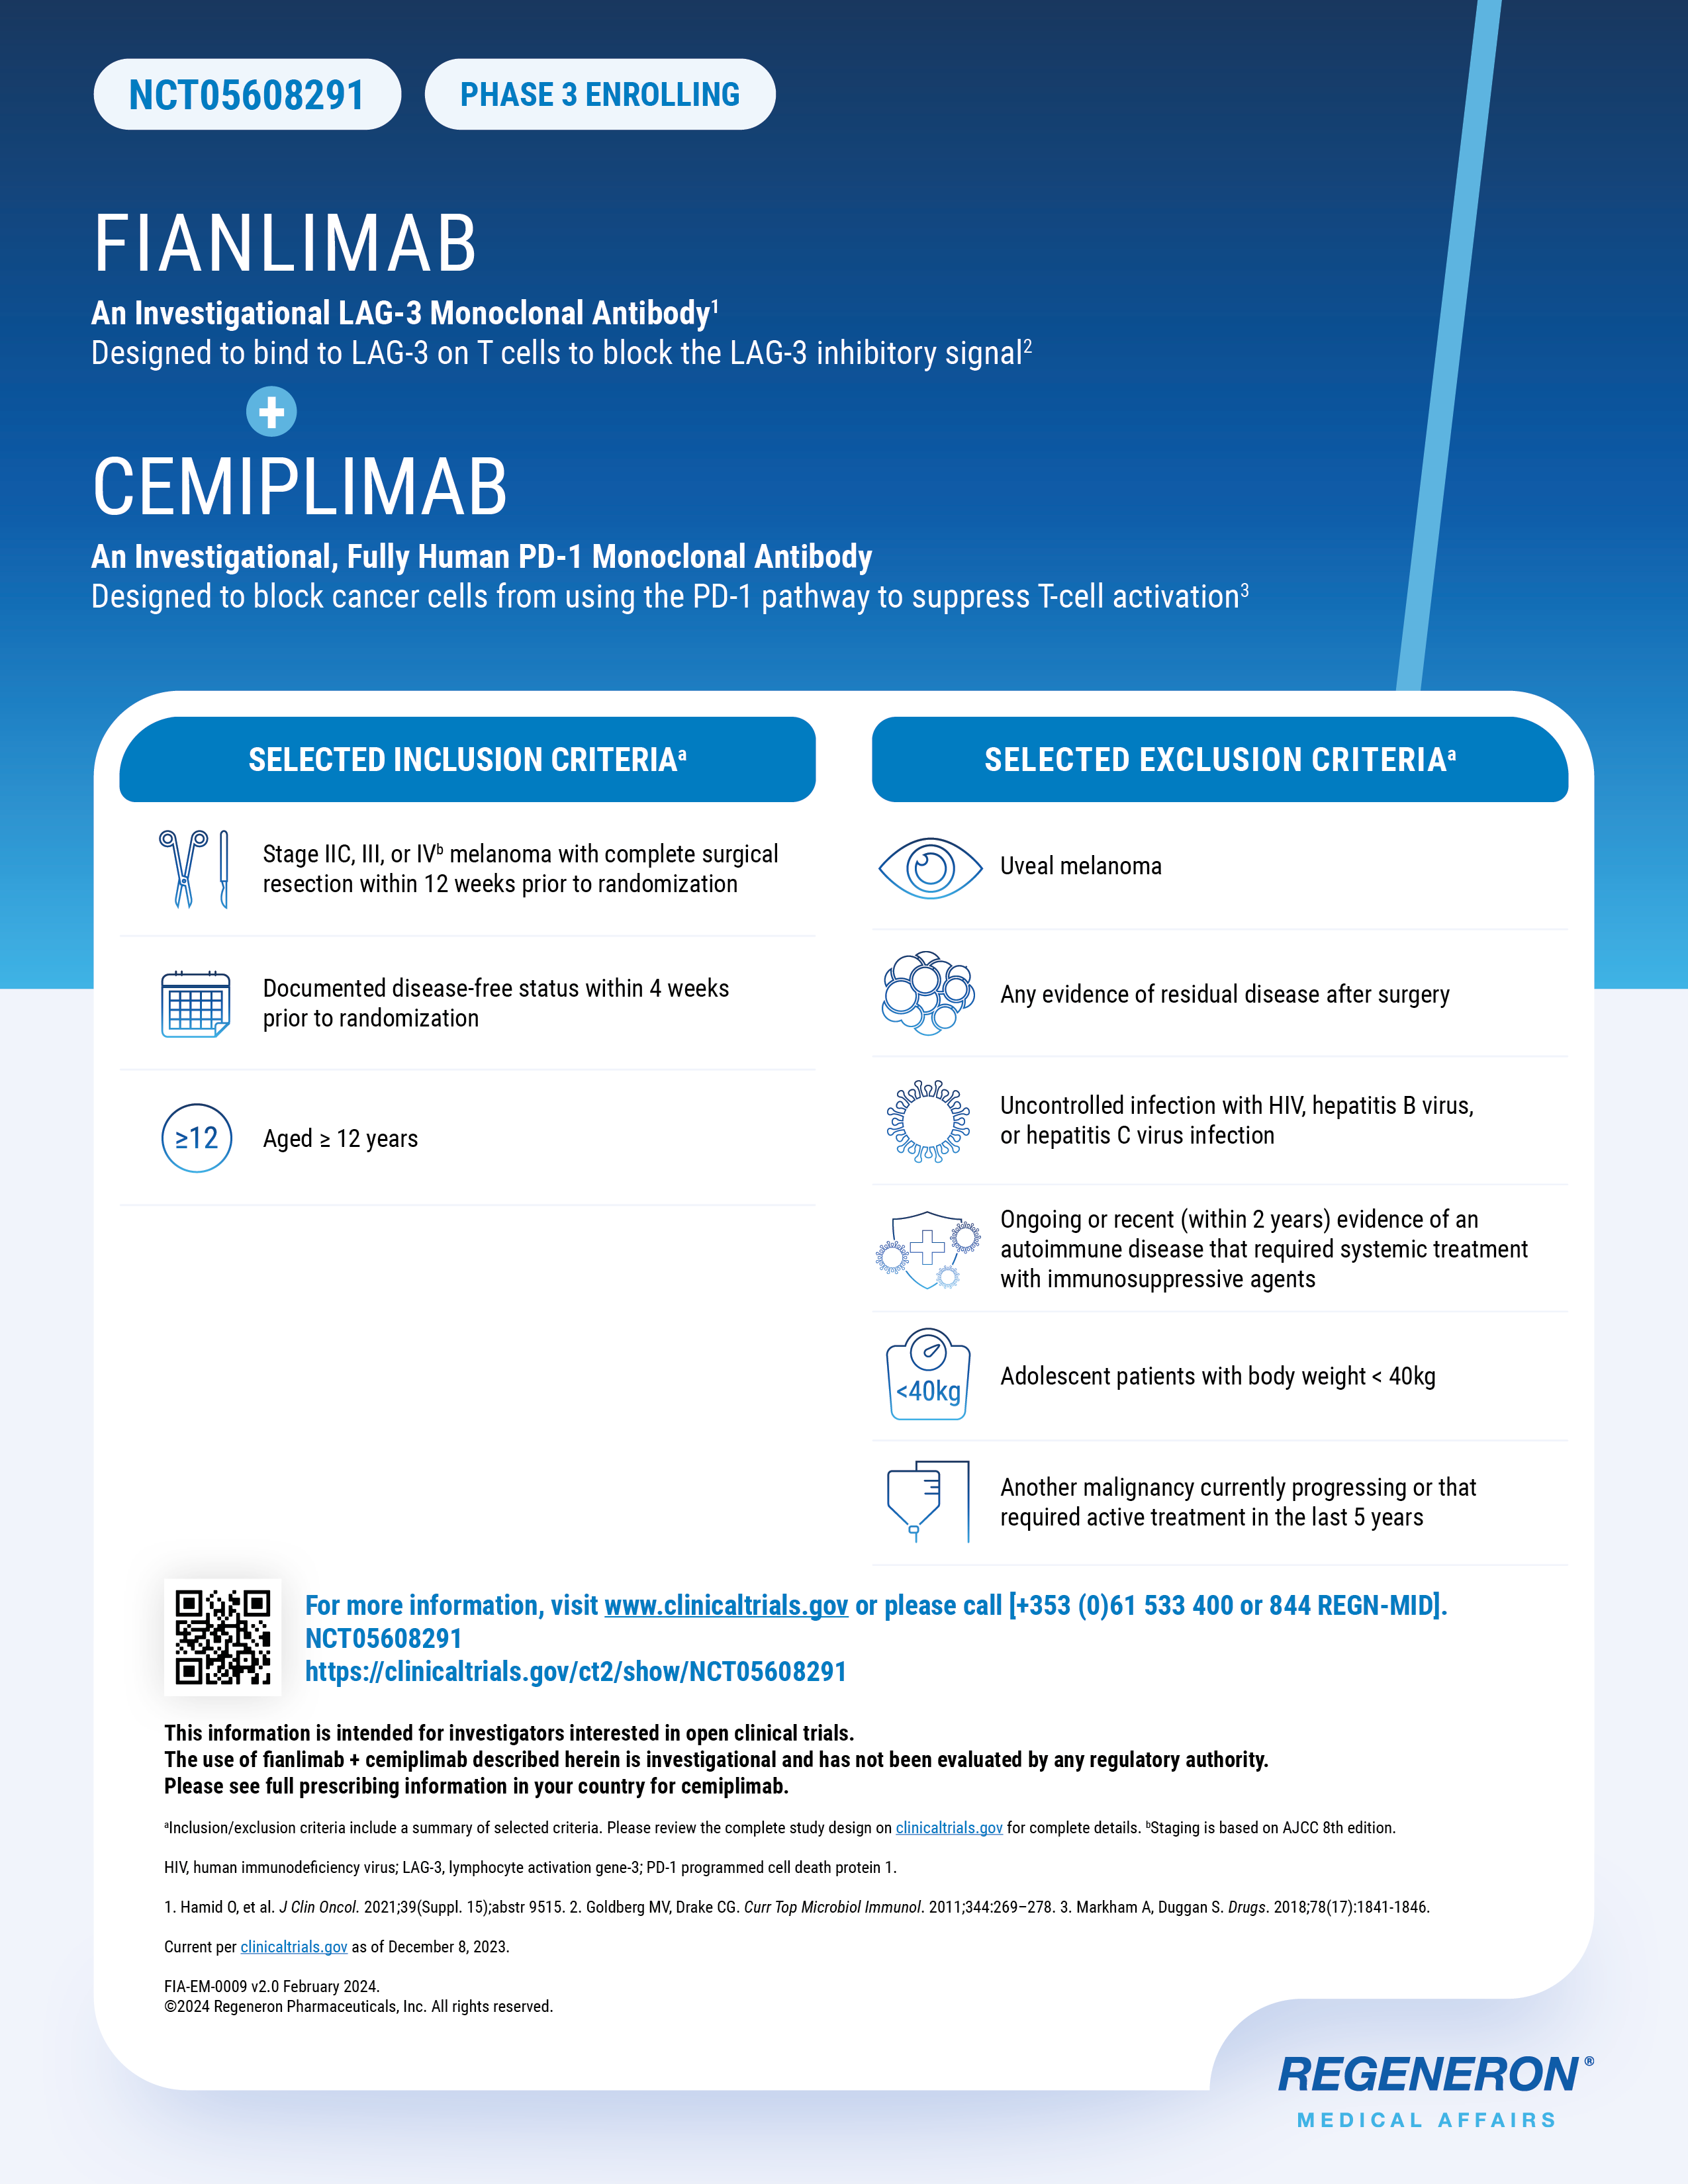 NCT05608291
PHASE 3 ENROLLING
FIANLIMAB
An Investigational LAG-3 Monoclonal Antibody¹
Designed to bind to LAG-3 on T cells to block the LAG-3 inhibitory signal²
+
CEMIPLIMAB
An Investigational, Fully Human PD-1 Monoclonal Antibody
Designed to block cancer cells from using the PD-1 pathway to suppress T-cell activation³
SELECTED INCLUSION CRITERIAᵃ
Stage IIC, III, or IVᵇ melanoma with complete surgical
resection within 12 weeks prior to randomization
Documented disease-free status within 4 weeks
prior to randomization
≥12
Aged ≥ 12 years
SELECTED EXCLUSION CRITERIAᵃ
Uveal melanoma
Any evidence of residual disease after surgery
Uncontrolled infection with HIV, hepatitis B virus,
or hepatitis C virus infection
Ongoing or recent (within 2 years) evidence of an
autoimmune disease that required systemic treatment
with immunosuppressive agents
<40kg
Adolescent patients with body weight < 40kg
Another malignancy currently progressing or that
required active treatment in the last 5 years
For more information, visit www.clinicaltrials.gov or please call [+353 (0)61 533 400 or 844 REGN-MID].
NCT05608291
https://clinicaltrials.gov/ct2/show/NCT05608291
This information is intended for investigators interested in open clinical trials.
The use of fianlimab + cemiplimab described herein is investigational and has not been evaluated by any regulatory authority.
Please see full prescribing information in your country for cemiplimab.
ᵃInclusion/exclusion criteria include a summary of selected criteria. Please review the complete study design on clinicaltrials.gov for complete details. ᵇStaging is based on AJCC 8th edition.
HIV, human immunodeficiency virus; LAG-3, lymphocyte activation gene-3; PD-1 programmed cell death protein 1.
1. Hamid O, et al. J Clin Oncol. 2021;39(Suppl. 15);abstr 9515. 2. Goldberg MV, Drake CG. Curr Top Microbiol Immunol. 2011;344:269–278. 3. Markham A, Duggan S. Drugs. 2018;78(17):1841-1846.
Current per clinicaltrials.gov as of December 8, 2023.
FIA-EM-0009 v2.0 February 2024.
©2024 Regeneron Pharmaceuticals, Inc. All rights reserved.
REGENERON®
MEDICAL AFFAIRS